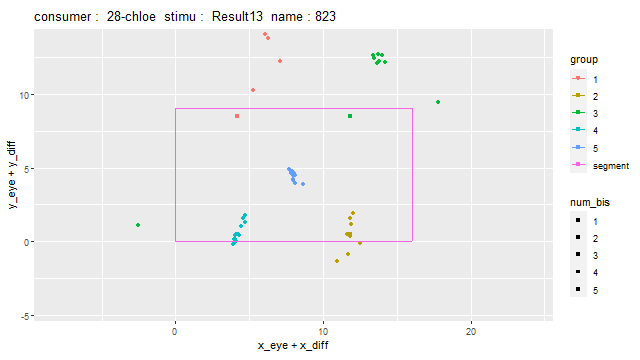 consumer : 28-chloe stimu : Result13 name : 823
y_eye + y_diff
10
5
0
-5
0
10
20
x_eye + x_diff
group
1
2
3
4
5
segment
num_bis
1
2
3
4
5